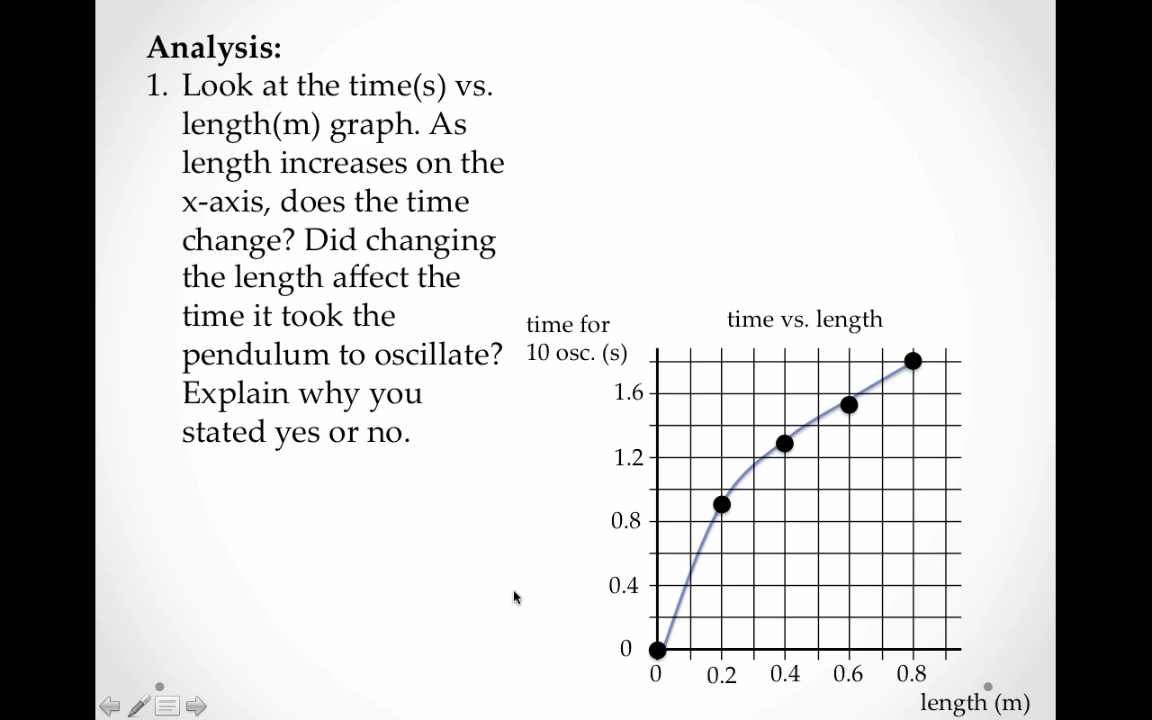 Analysis:
1. Look at the time(s) vs.
length(m) graph. As
length increases on the
x-axis, does the time
change? Did changing
the length affect the
time it took the
pendulum to oscillate?
Explain why you
stated yes or no.
time vs. length
time for
10 osc. (s)
1.6
1.2
0.8
0.4
0
0 0.2 0.4 0.6 0.8
length (m)